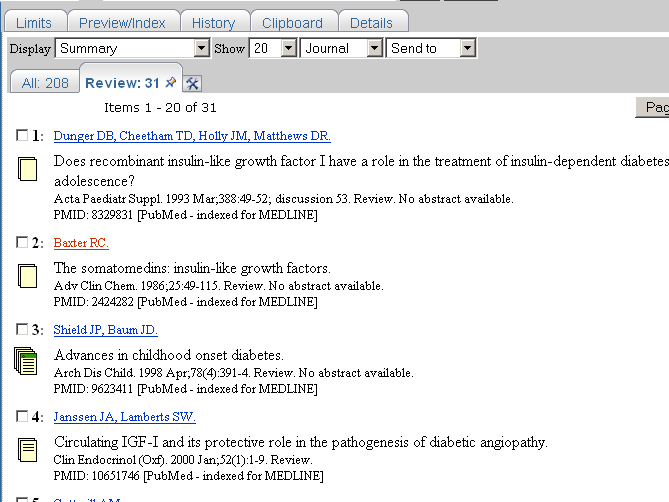 Limits Preview/Index History Clipboard Details
Display Summary Show 20 Journal Send to
All: 208 Review: 31
Items 1 - 20 of 31
1: Dunger DB, Cheetham TD, Holly JM, Matthews DR.
Does recombinant insulin-like growth factor I have a role in the treatment of insulin-dependent diabetes
adolescence?
Acta Paediatr Suppl. 1993 Mar;388:49-52; discussion 53. Review. No abstract available.
PMID: 8329831 [PubMed - indexed for MEDLINE]
2: Baxter RC.
The somatomedins: insulin-like growth factors.
Adv Clin Chem. 1986;25:49-115. Review. No abstract available.
PMID: 2424282 [PubMed - indexed for MEDLINE]
3: Shield JP, Baum JD.
Advances in childhood onset diabetes.
Arch Dis Child. 1998 Apr;78(4):391-4. Review. No abstract available.
PMID: 9623411 [PubMed - indexed for MEDLINE]
4: Janssen JA, Lamberts SW.
Circulating IGF-I and its protective role in the pathogenesis of diabetic angiopathy.
Clin Endocrinol (Oxf). 2000 Jan;52(1):1-9. Review.
PMID: 10651746 [PubMed - indexed for MEDLINE]